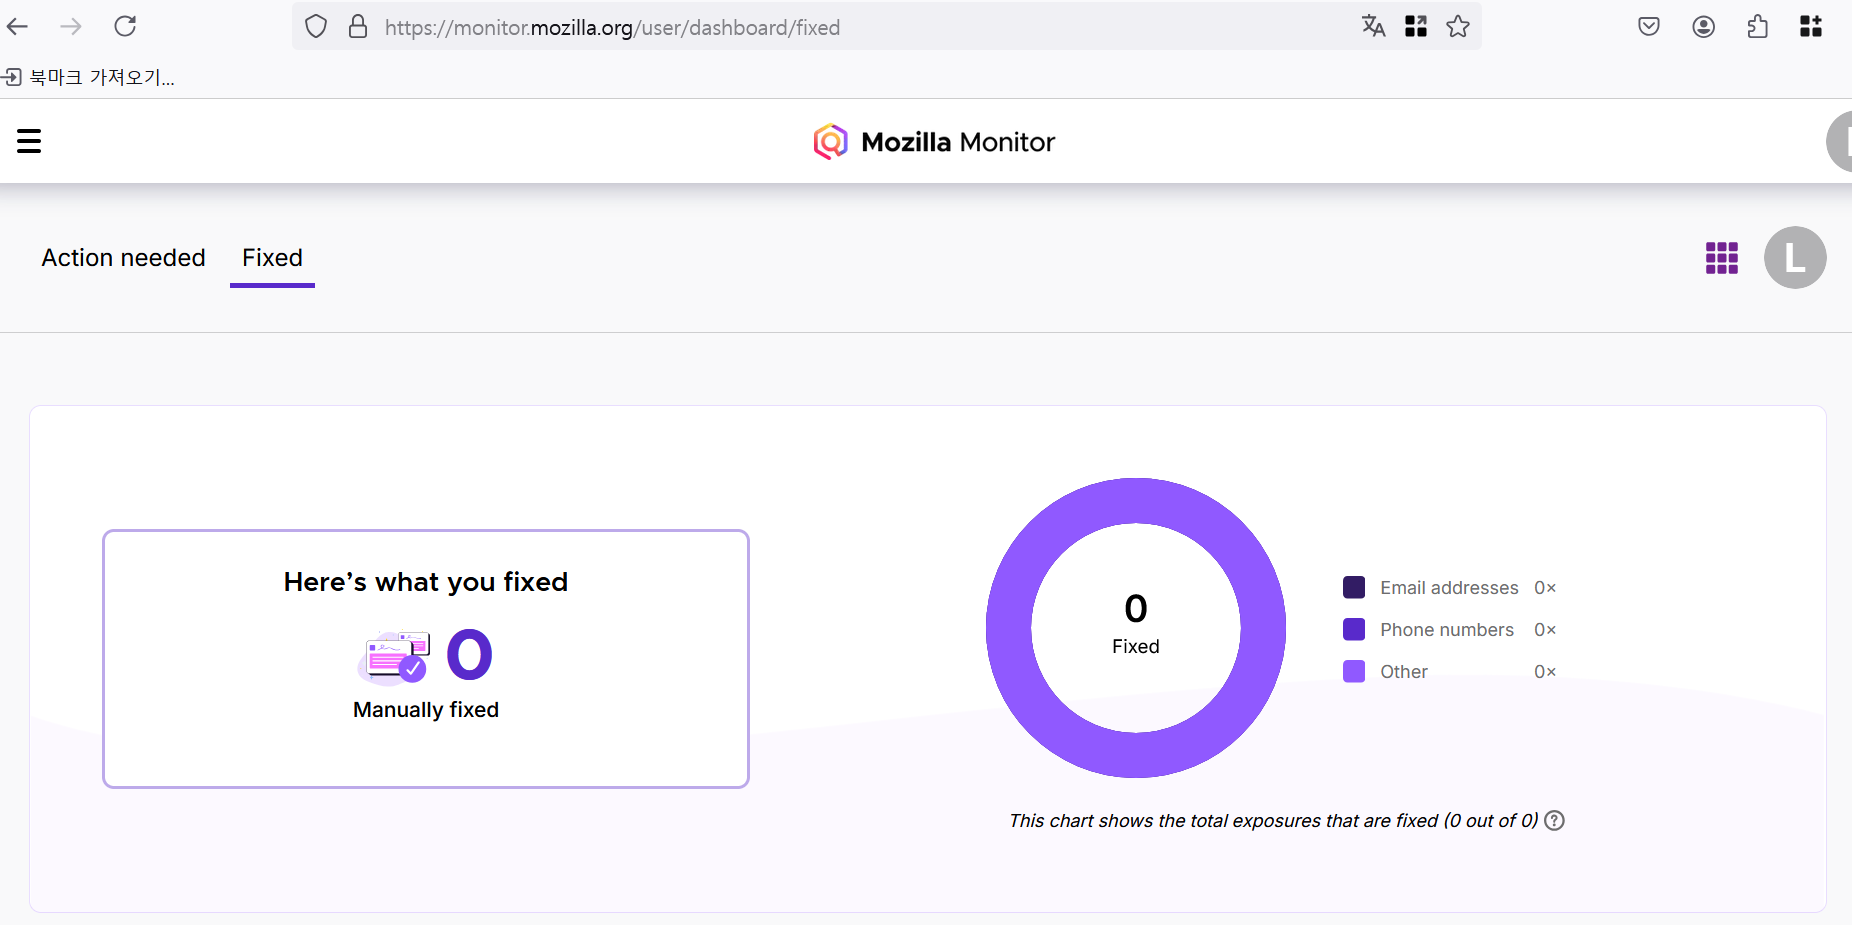 https://monitor.mozilla.org/user/dashboard/fixed
북마크 가져오기...
Mozilla Monitor
Action needed Fixed
L
Here's what you fixed
0
Manually fixed
0
Fixed
Email addresses 0×
Phone numbers 0×
Other 0×
This chart shows the total exposures that are fixed (0 out of 0)